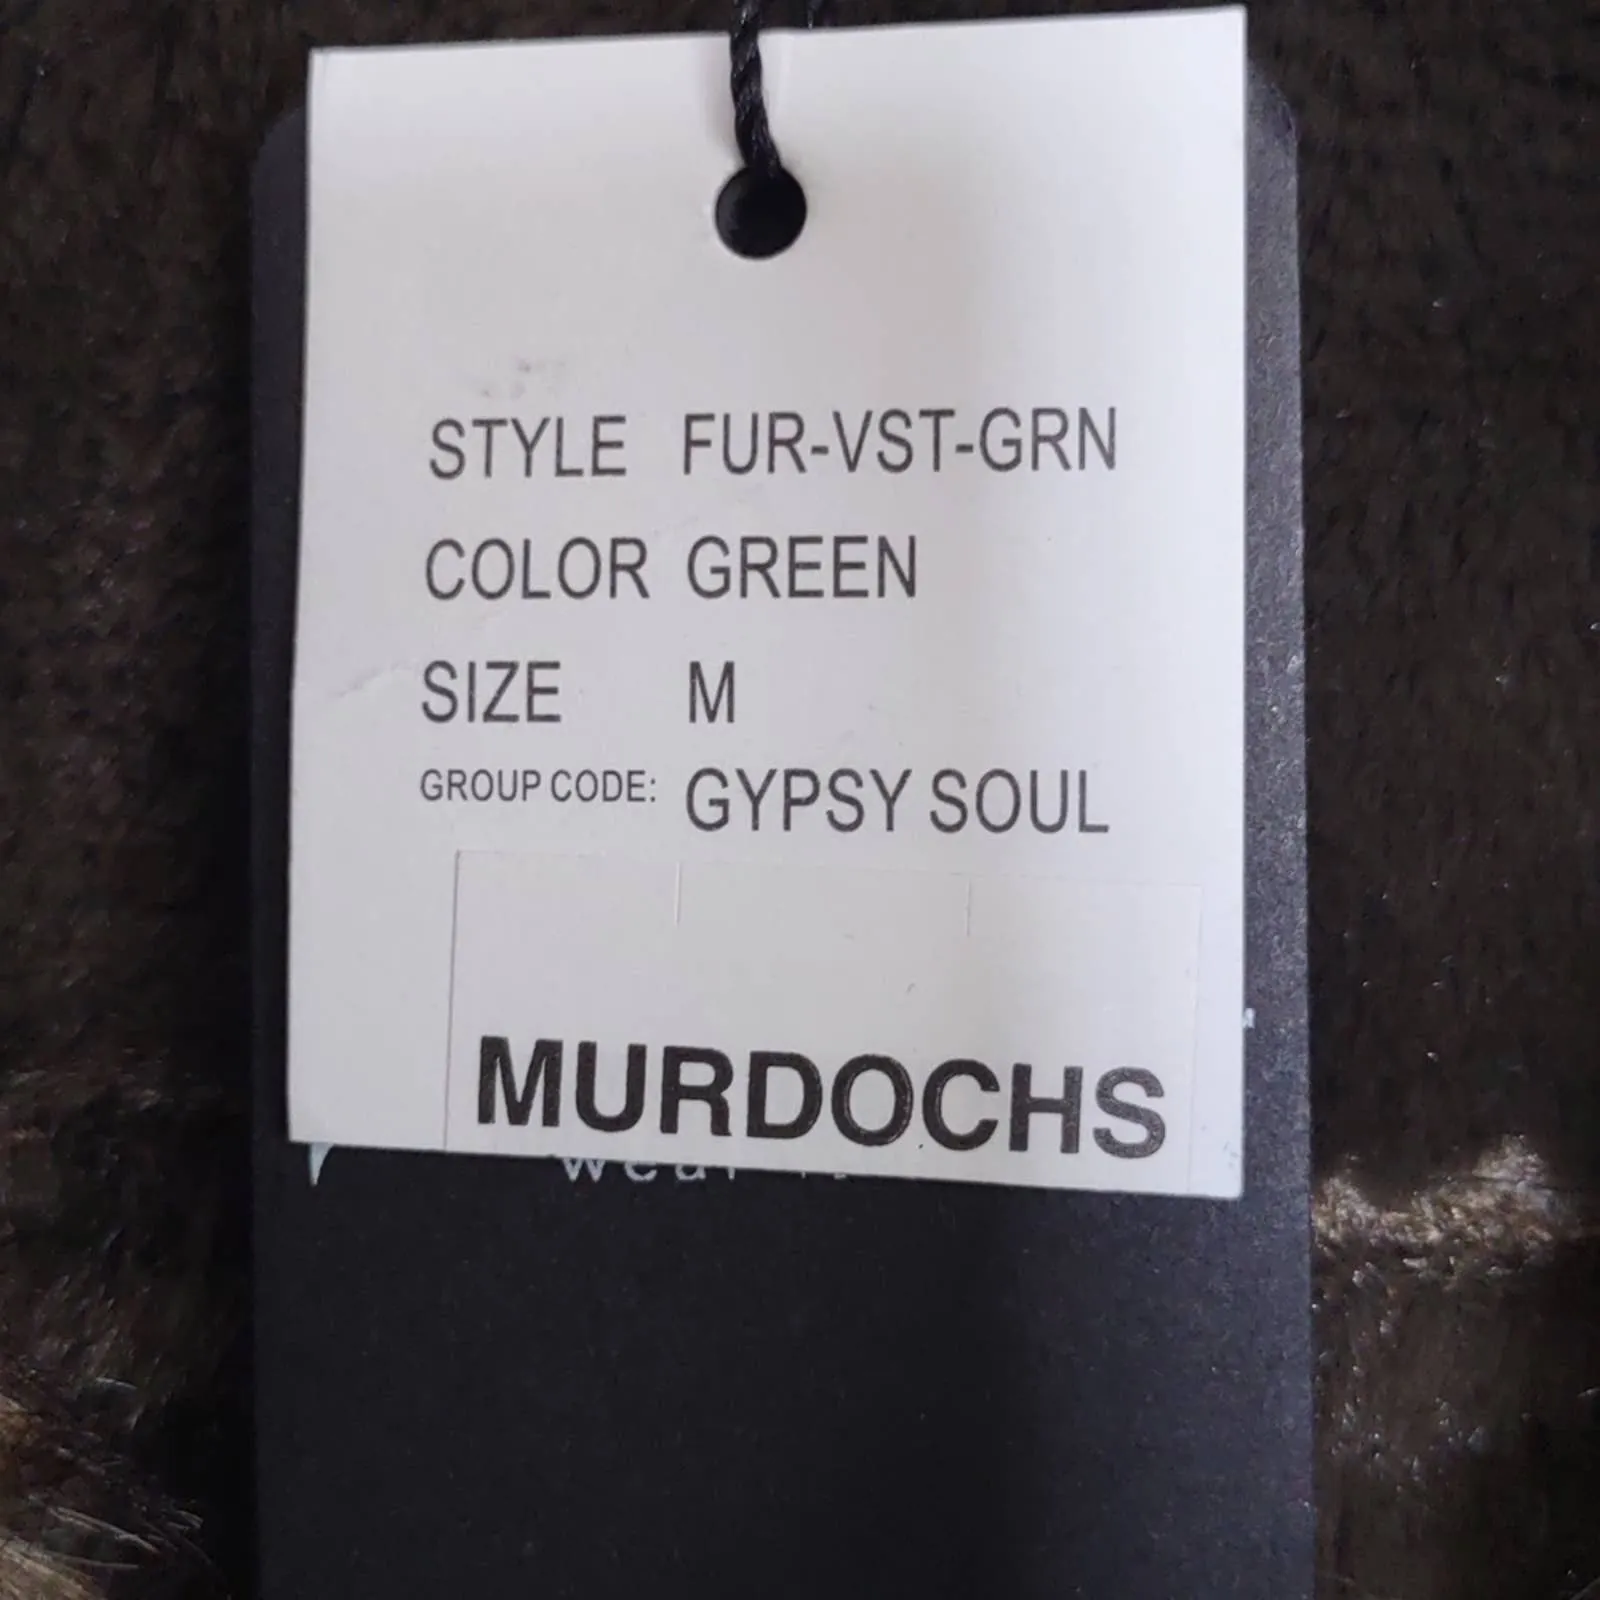 STYLE FUR-VST-GRN
COLOR GREEN
SIZE M
GROUP CODE: GYPSY SOUL
MURDOCHS